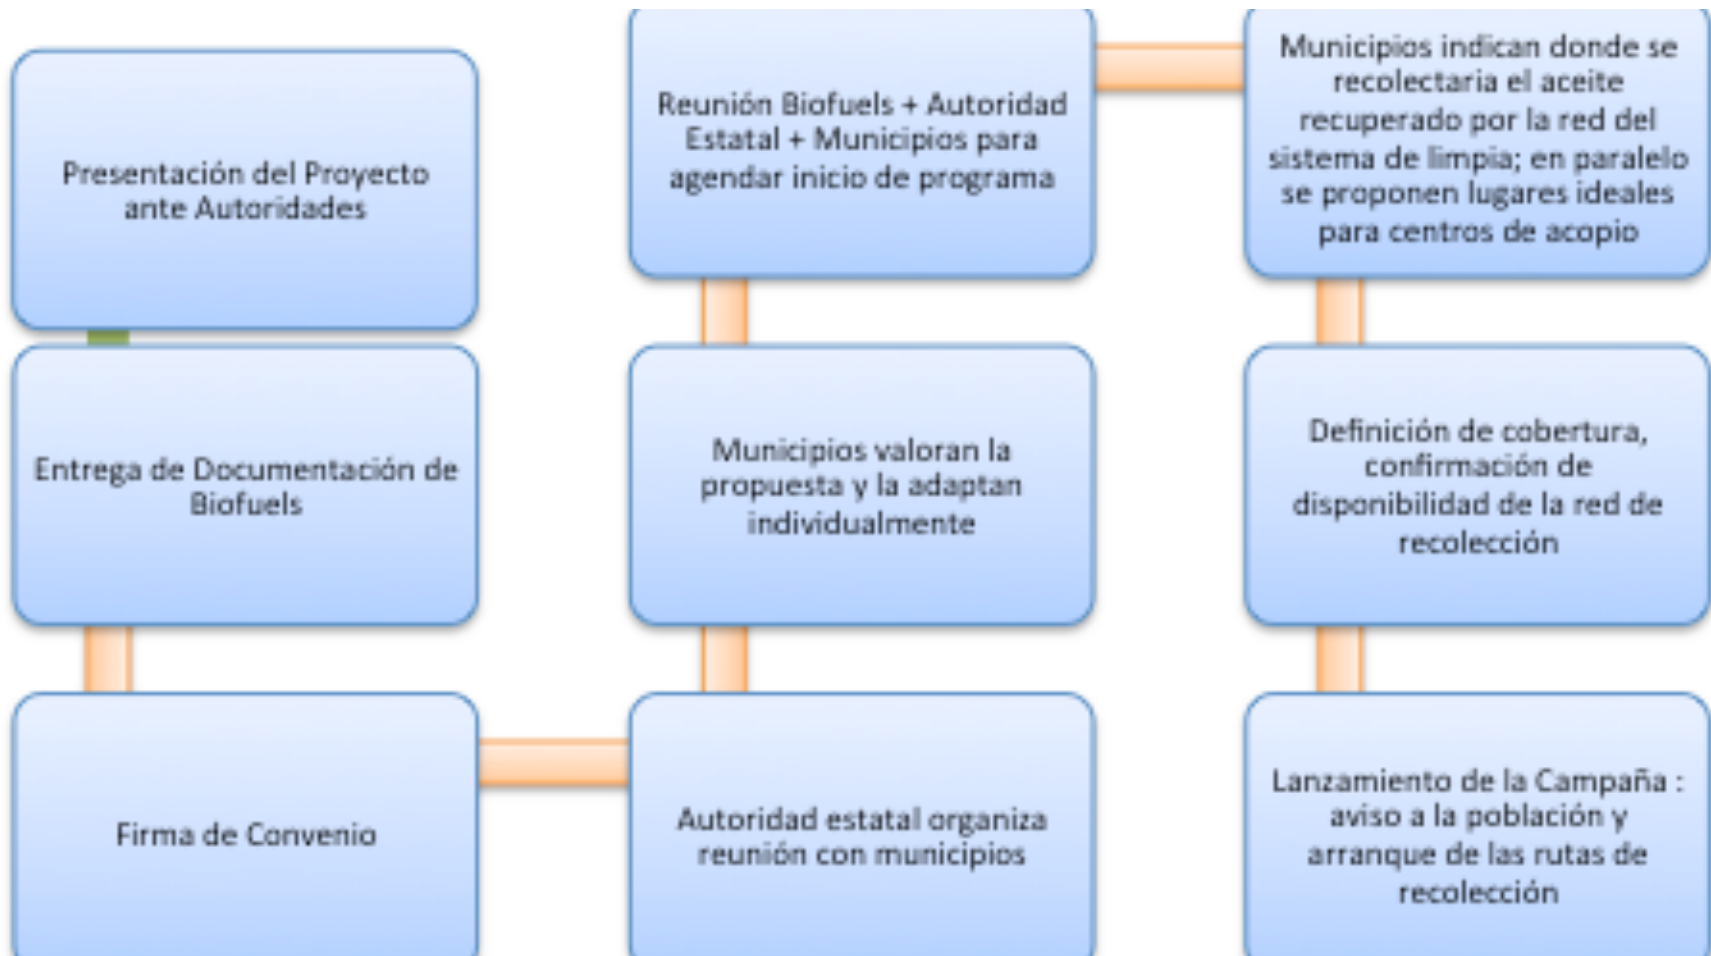 Presentación del Proyecto
ante Autoridades
Entrega de Documentación de
Biofuels
Firma de Convenio
Autoridad estatal organiza
reunión con municipios
Municipios valoran la
propuesta y la adaptan
individualmente
Reunión Biofuels + Autoridad
Estatal + Municipios para
agendar inicio de programa
Municipios indican donde se
recolectaria el aceite
recuperado por la red del
sistema de limpia; en paralelo
se proponen lugares ideales
para centros de acopio
Definición de cobertura,
confirmación de
disponibilidad de la red de
recolección
Lanzamiento de la Campaña :
aviso a la población y
arranque de las rutas de
recolección